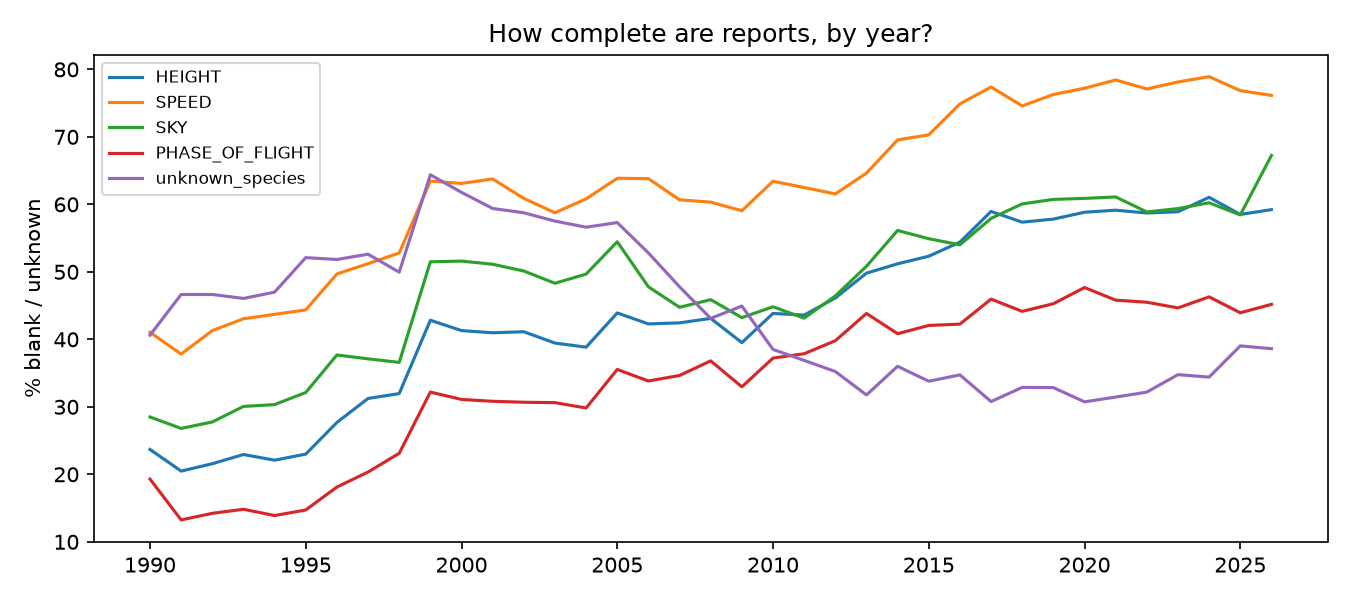 How complete are reports, by year?
HEIGHT
SPEED
SKY
PHASE_OF_FLIGHT
unknown_species
% blank / unknown
80
70
60
50
40
30
20
10
1990 1995 2000 2005 2010 2015 2020 2025